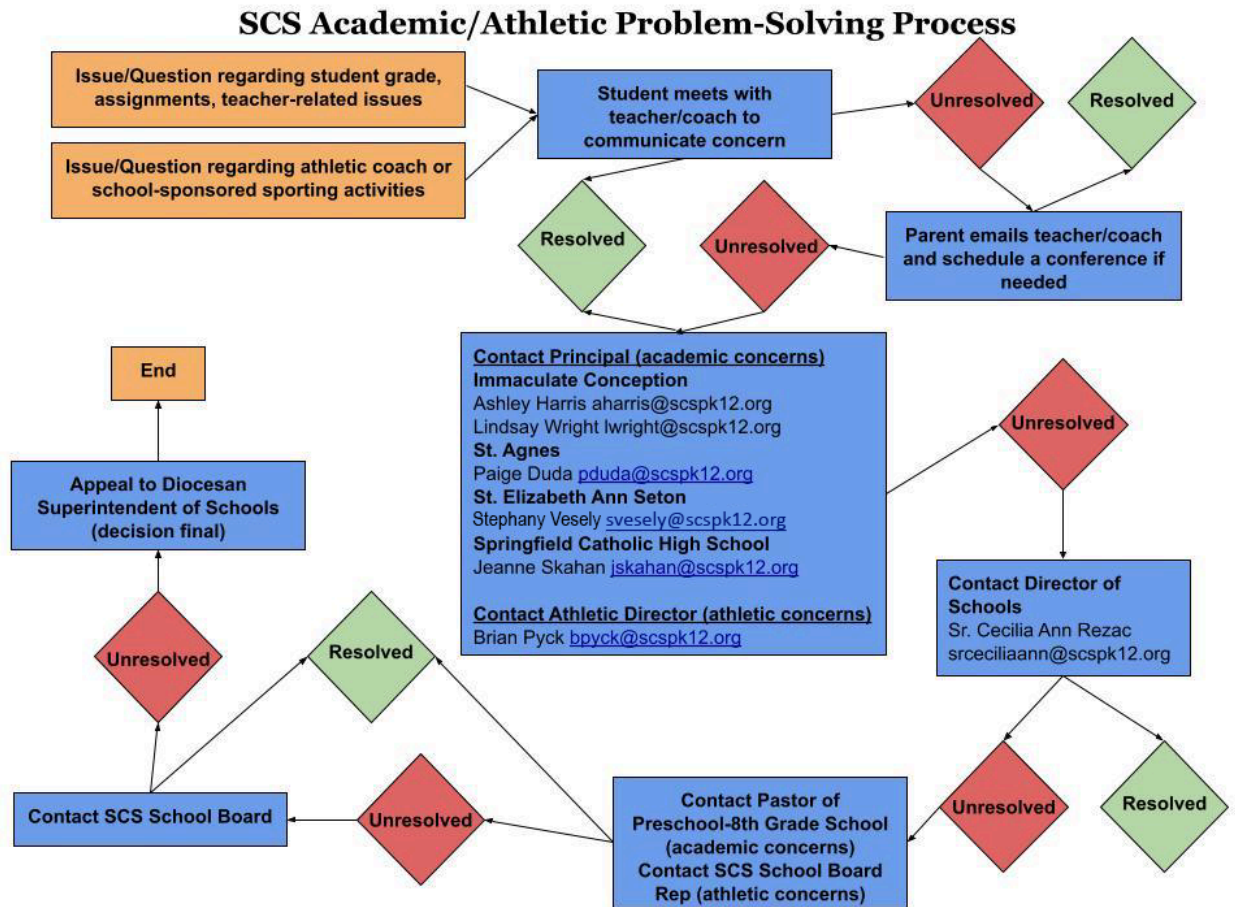 SCS Academic/Athletic Problem-Solving Process
Issue/Question regarding student grade,
assignments, teacher-related issues
Issue/Question regarding athletic coach or
school-sponsored sporting activities
Student meets with
teacher/coach to
communicate concern
Unresolved
Resolved
Resolved
Unresolved
Parent emails teacher/coach
and schedule a conference if
needed
Contact Principal (academic concerns)
Immaculate Conception
Ashley Harris aharris@scspk12.org
Lindsay Wright lwright@scspk12.org
St. Agnes
Paige Duda pduda@scspk12.org
St. Elizabeth Ann Seton
Stephany Vesely svesely@scspk12.org
Springfield Catholic High School
Jeanne Skahan jskahan@scspk12.org
Contact Athletic Director (athletic concerns)
Brian Pyck bpyck@scspk12.org
Unresolved
Contact Director of
Schools
Sr. Cecilia Ann Rezac
srceciliaann@scspk12.org
Unresolved
Resolved
Contact Pastor of
Preschool-8th Grade School
(academic concerns)
Contact SCS School Board
Rep (athletic concerns)
Unresolved
Resolved
Contact SCS School Board
Unresolved
Appeal to Diocesan
Superintendent of Schools
(decision final)
End